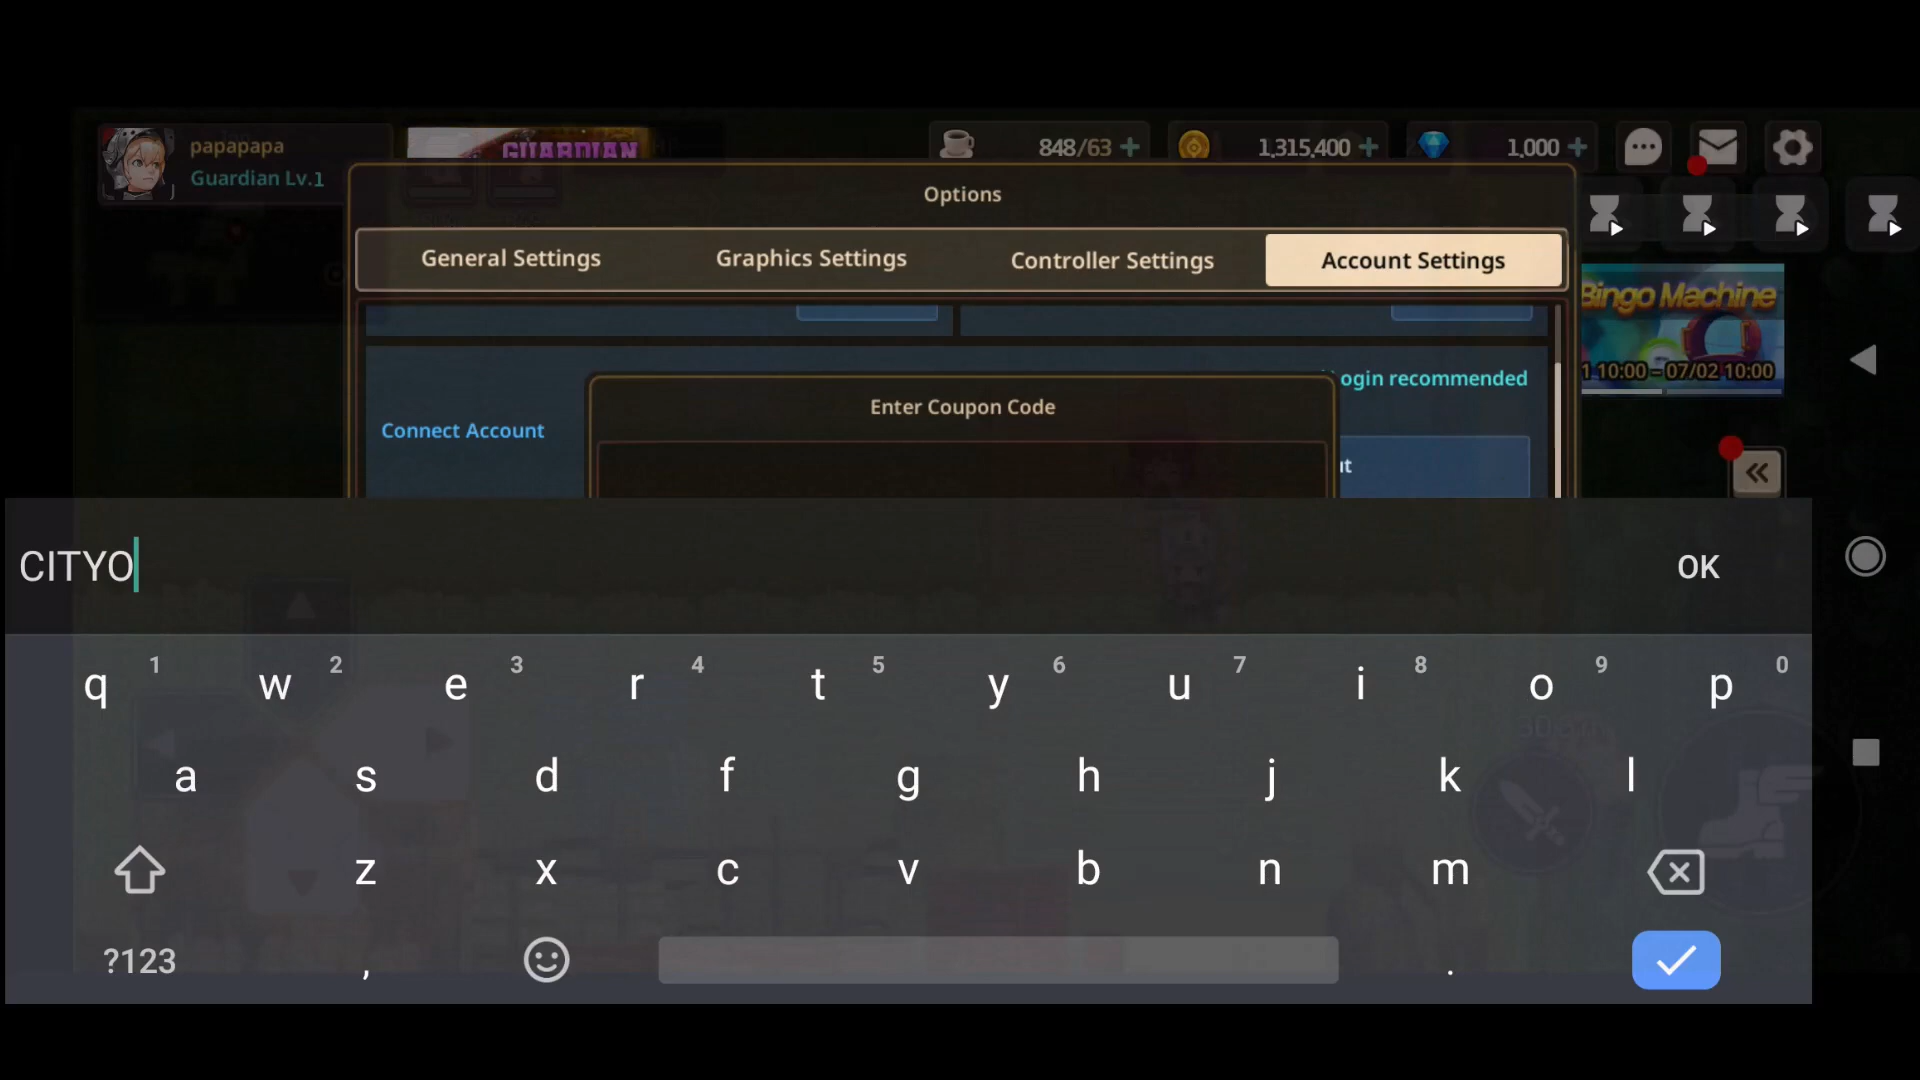 papapapa
Guardian Lv.1
GUARDIAN
848/63
1,315,400
1,000
Options
General Settings
Graphics Settings
Controller Settings
Account Settings
Bingo Machine
1 10:00 – 07/02 10:00
ogin recommended
Enter Coupon Code
Connect Account
CITYO
OK
q 1 w 2 e 3 r 4 t 5 y 6 u 7 i 8 o 9 p 0
a s d f g h j k l
z x c v b n m
?123 , .